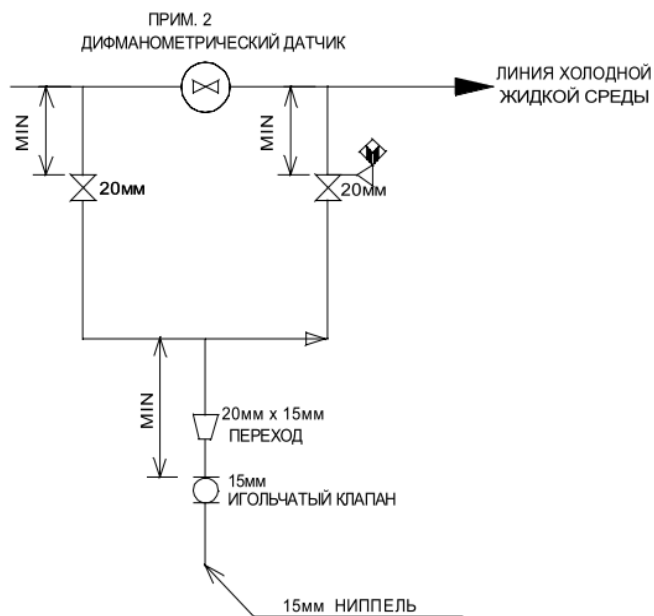 ПРИМ. 2
ДИФМАНОМЕТРИЧЕСКИЙ ДАТЧИК
ЛИНИЯ ХОЛОДНОЙ
ЖИДКОЙ СРЕДЫ
MIN
MIN
M
20мм
20мм
MIN
20мм x 15мм
ПЕРЕХОД
15мм
ИГОЛЬЧАТЫЙ КЛАПАН
15мм НИППЕЛЬ